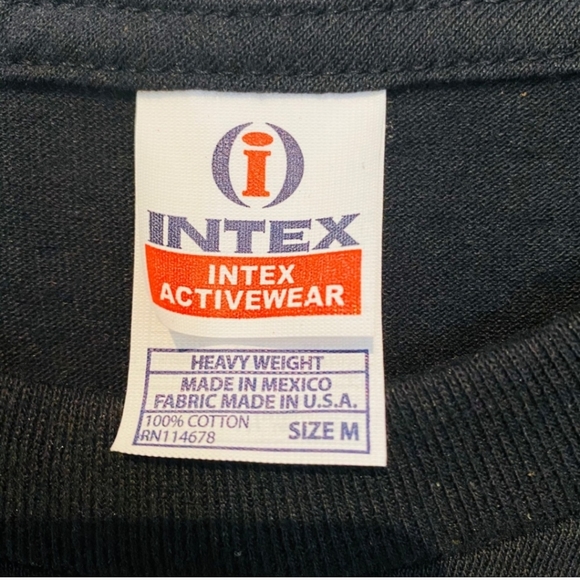 i
INTEX
INTEX
ACTIVEWEAR
HEAVY WEIGHT
MADE IN MEXICO
FABRIC MADE IN U.S.A.
100% COTTON
RN114678
SIZE M